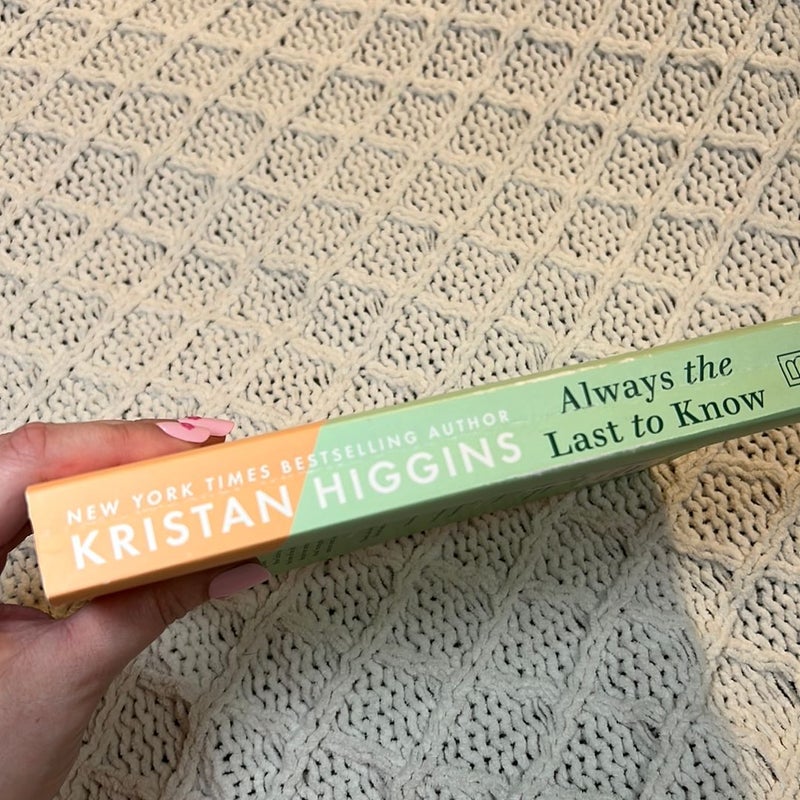 NEW YORK TIMES BESTSELLING AUTHOR
KRISTAN HIGGINS
Always the
Last to Know